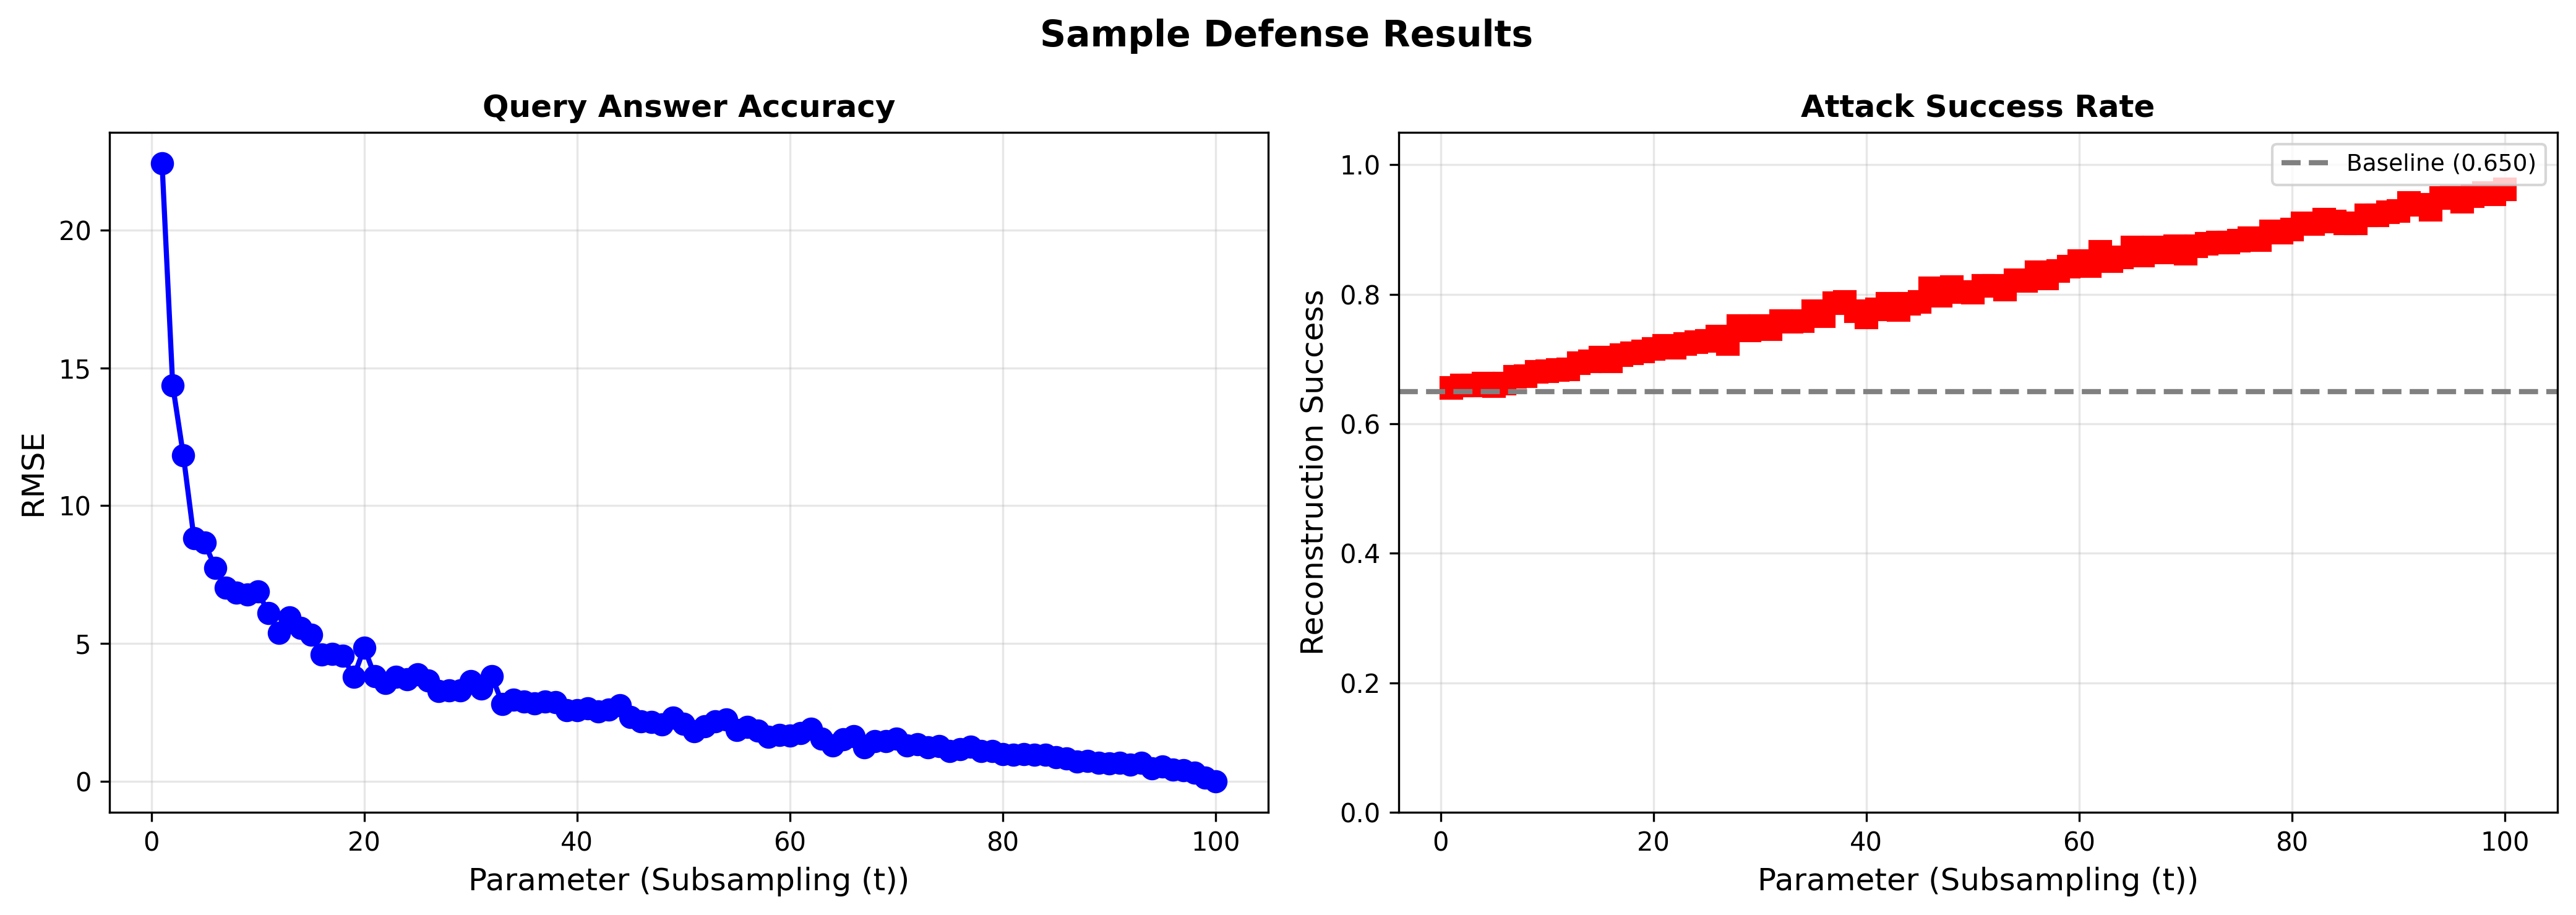 Sample Defense Results
Query Answer Accuracy
RMSE
20
15
10
5
0
0 20 40 60 80 100
Parameter (Subsampling (t))
Attack Success Rate
Baseline (0.650)
Reconstruction Success
1.0
0.8
0.6
0.4
0.2
0.0
0 20 40 60 80 100
Parameter (Subsampling (t))